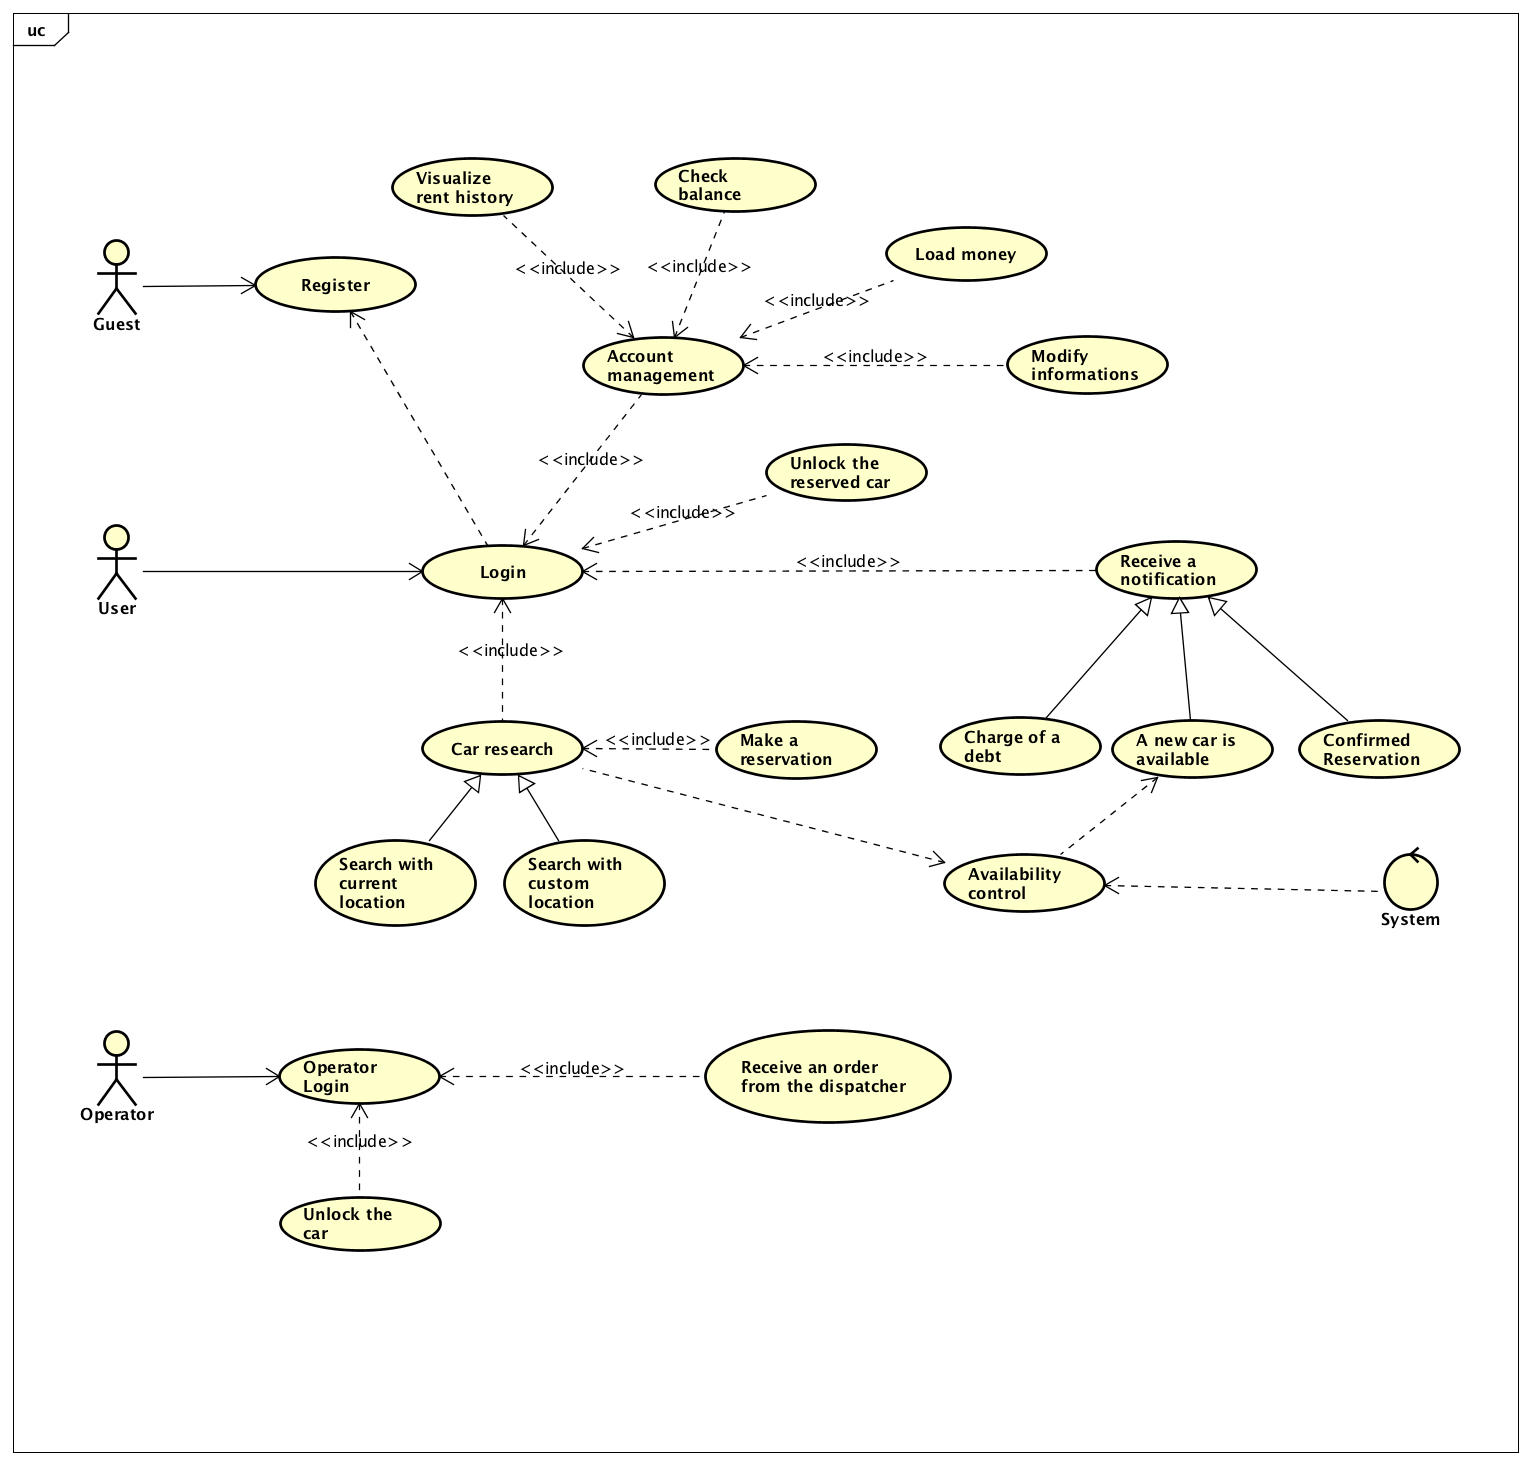 uc
Visualize
rent history
Check
balance
Load money
<<include>>
<<include>>
<<include>>
Register
Guest
Account
management
<<include>>
Modify
informations
<<include>>
Unlock the
reserved car
<<include>>
User
Login
<<include>>
Receive a
notification
<<include>>
Car research
<<include>>
Make a
reservation
Charge of a
debt
A new car is
available
Confirmed
Reservation
Search with
current
location
Search with
custom
location
Availability
control
System
Operator
Operator
Login
<<include>>
Receive an order
from the dispatcher
<<include>>
Unlock the
car